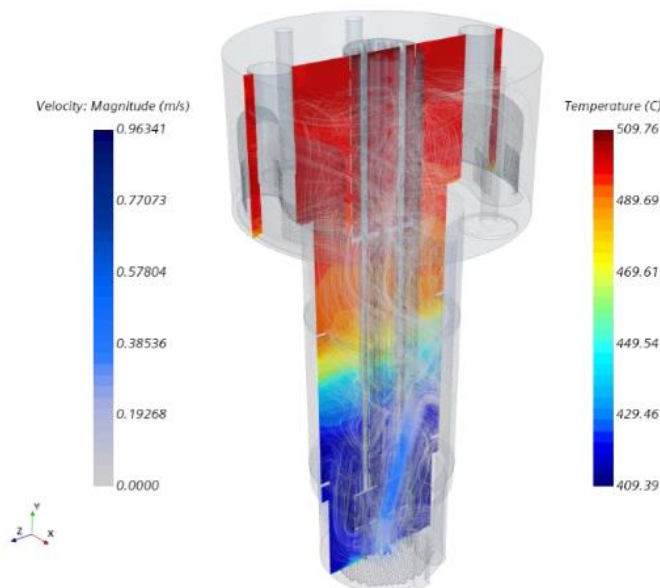 Velocity: Magnitude (m/s)
0.96341
0.77073
0.57804
0.38536
0.19268
0.0000
Temperature (C)
509.76
489.69
469.61
449.54
429.46
409.39
Y
Z
X